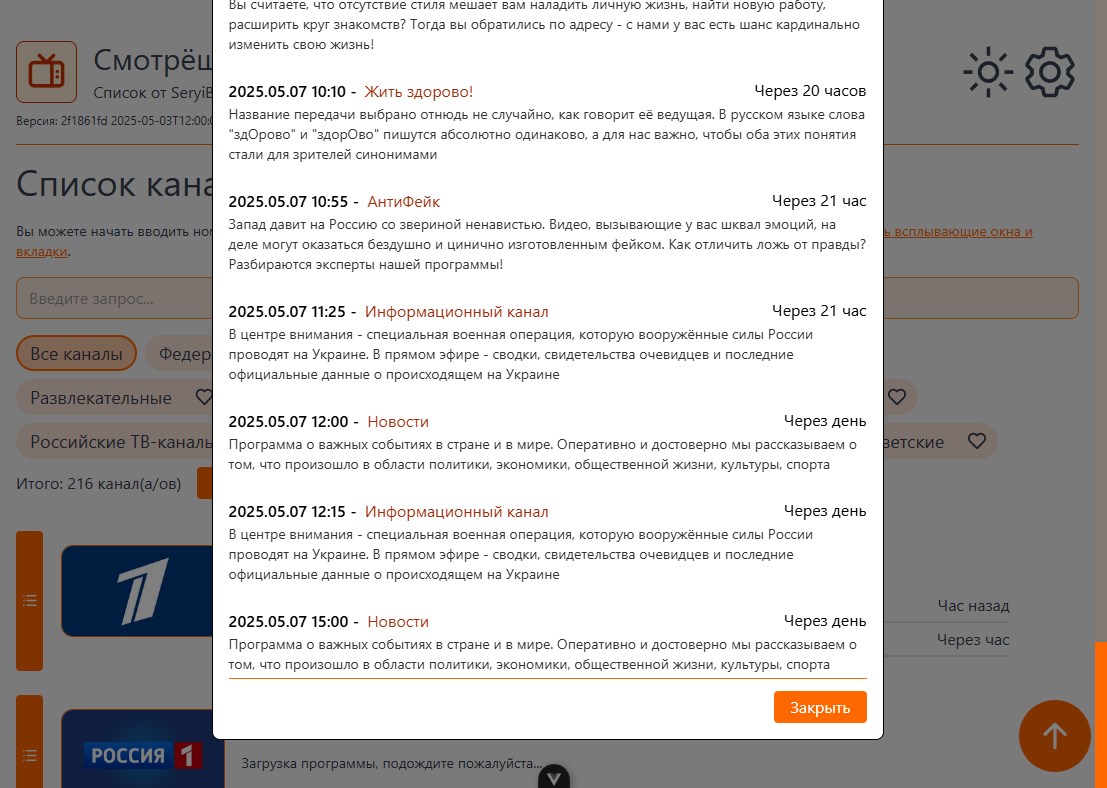 Вы считаете, что отсутствие стиля мешает вам наладить личную жизнь, найти новую работу,
расширить круг знакомств? Тогда вы обратились по адресу - с нами у вас есть шанс кардинально
изменить свою жизнь!
2025.05.07 10:10 - Жить здорово! Через 20 часов
Название передачи выбрано отнюдь не случайно, как говорит её ведущая. В русском языке слова
"здОрово" и "здорОво" пишутся абсолютно одинаково, а для нас важно, чтобы оба этих понятия
стали для зрителей синонимами
2025.05.07 10:55 - АнтиФейк Через 21 час
Запад давит на Россию со звериной ненавистью. Видео, вызывающие у вас шквал эмоций, на
деле могут оказаться бездушно и цинично изготовленным фейком. Как отличить ложь от правды?
Разбираются эксперты нашей программы!
2025.05.07 11:25 - Информационный канал Через 21 час
В центре внимания - специальная военная операция, которую вооружённые силы России
проводят на Украине. В прямом эфире - сводки, свидетельства очевидцев и последние
официальные данные о происходящем на Украине
2025.05.07 12:00 - Новости Через день
Программа о важных событиях в стране и в мире. Оперативно и достоверно мы рассказываем о
том, что произошло в области политики, экономики, общественной жизни, культуры, спорта
2025.05.07 12:15 - Информационный канал Через день
В центре внимания - специальная военная операция, которую вооружённые силы России
проводят на Украине. В прямом эфире - сводки, свидетельства очевидцев и последние
официальные данные о происходящем на Украине
2025.05.07 15:00 - Новости Через день
Программа о важных событиях в стране и в мире. Оперативно и достоверно мы рассказываем о
том, что произошло в области политики, экономики, общественной жизни, культуры, спорта
Закрыть
Смотрёш
Список от Seryi
Версия: 2f1861fd 2025-05-03T12:00:
Список кан
Вы можете начать вводить но
ь всплывающие окна и
вкладки.
Введите запрос...
Все каналы Федер
Развлекательные
Российские ТВ-канал
ветские
Итого: 216 канал(а/ов)
1
Час назад
Через час
РОССИЯ 1
Загрузка программы, подождите пожалуйста...